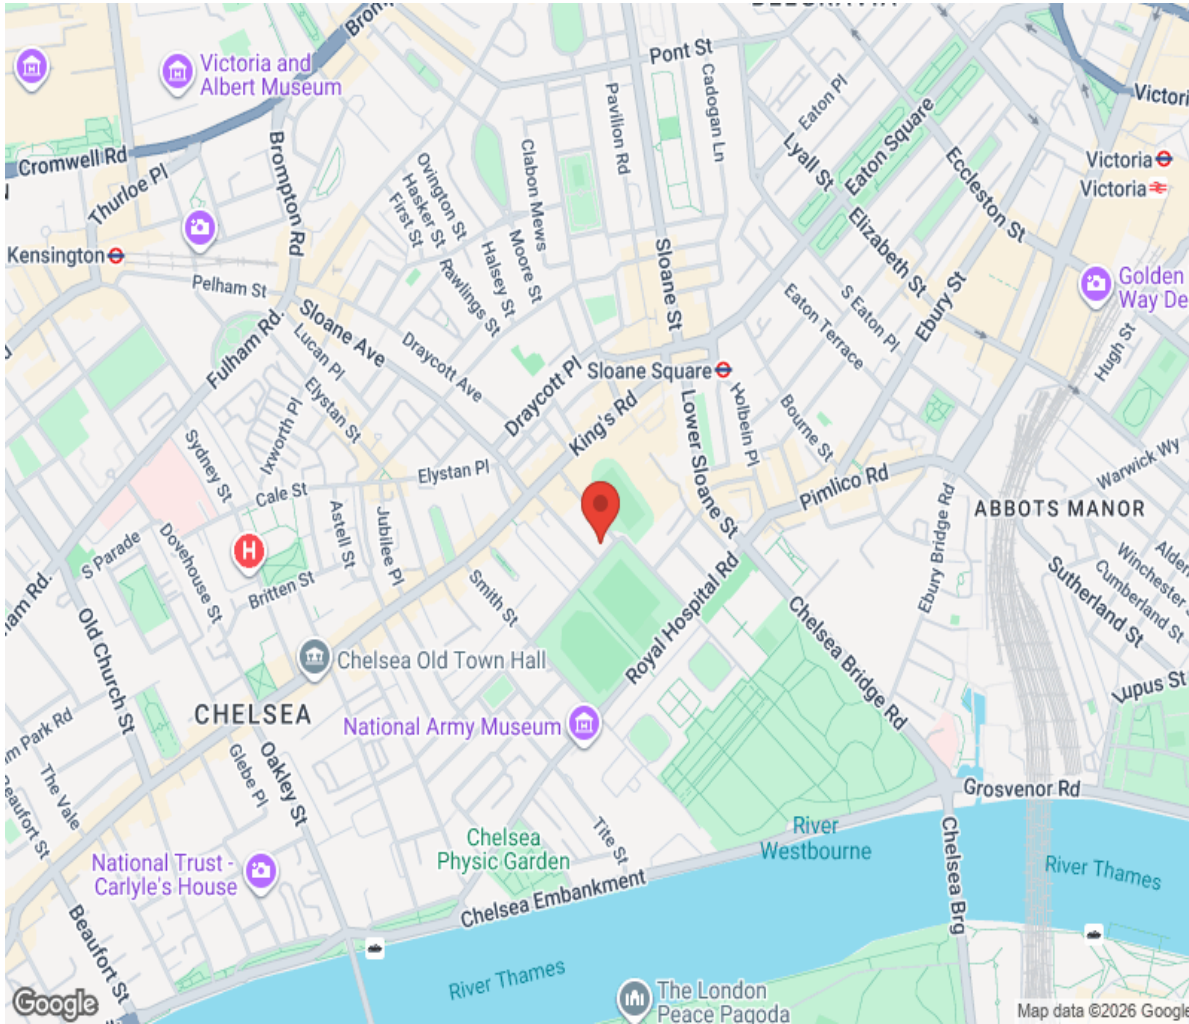 BELGRAVIA
Pont St
Victoria and
Albert Museum
Cromwell Rd
Thurloe Pl
Brompton Rd
Kensington
Pelham St
Sloane Ave
Lucan Pl
Fulham Rd.
Elystan St
Ixworth Pl
Sydney St
Draycott Ave
Ovington St
Hasker St
First St
Rawlings St
Halsey St
Moore St
Clabon Mews
Pavilion Rd
Cadogan Ln
Sloane St
Eaton Pl
Lyall St
Eaton Square
Eccleston St
Elizabeth St
Victoria
Victoria
Golden
S Eaton Pl
Eaton Terrace
Ebury St
Hugh St
Draycott Pl
Sloane Square
King's Rd
Lower Sloane St
Holbein Pl
Bourne St
Pimlico Rd
Warwick Wy
ABBOTS MANOR
Ebury Bridge Rd
Sutherland St
Cumberland St
Elystan Pl
Cale St
Astell St
Jubilee Pl
S Parade
Dovehouse St
Britten St
H
Smith St
Old Church St
Chelsea Old Town Hall
Royal Hospital Rd
Chelsea Bridge Rd
Lupus St
CHELSEA
National Army Museum
Glebe Pl
Oakley St
The Vale
Beaufort St
Grosvenor Rd
Chelsea
Physic Garden
Tite St
River
Westbourne
Chelsea Brg
River Thames
National Trust -
Carlyle's House
Chelsea Embankment
Beaufort St
River Thames
The London
Peace Pagoda
Google
Map data ©2026 Google